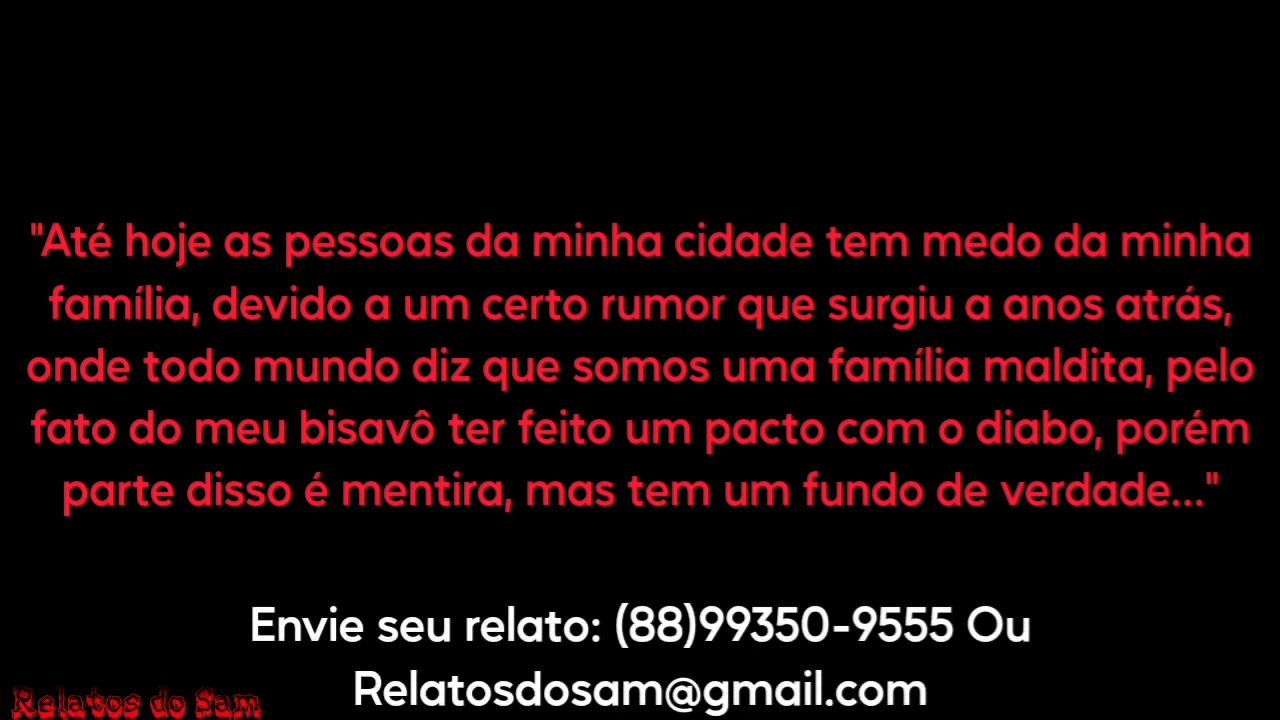 "Até hoje as pessoas da minha cidade tem medo da minha
família, devido a um certo rumor que surgiu a anos atrás,
onde todo mundo diz que somos uma família maldita, pelo
fato do meu bisavô ter feito um pacto com o diabo, porém
parte disso é mentira, mas tem um fundo de verdade..."
Envie seu relato: (88)99350-9555 Ou
Relatosdosam@gmail.com
Relatos do Sam